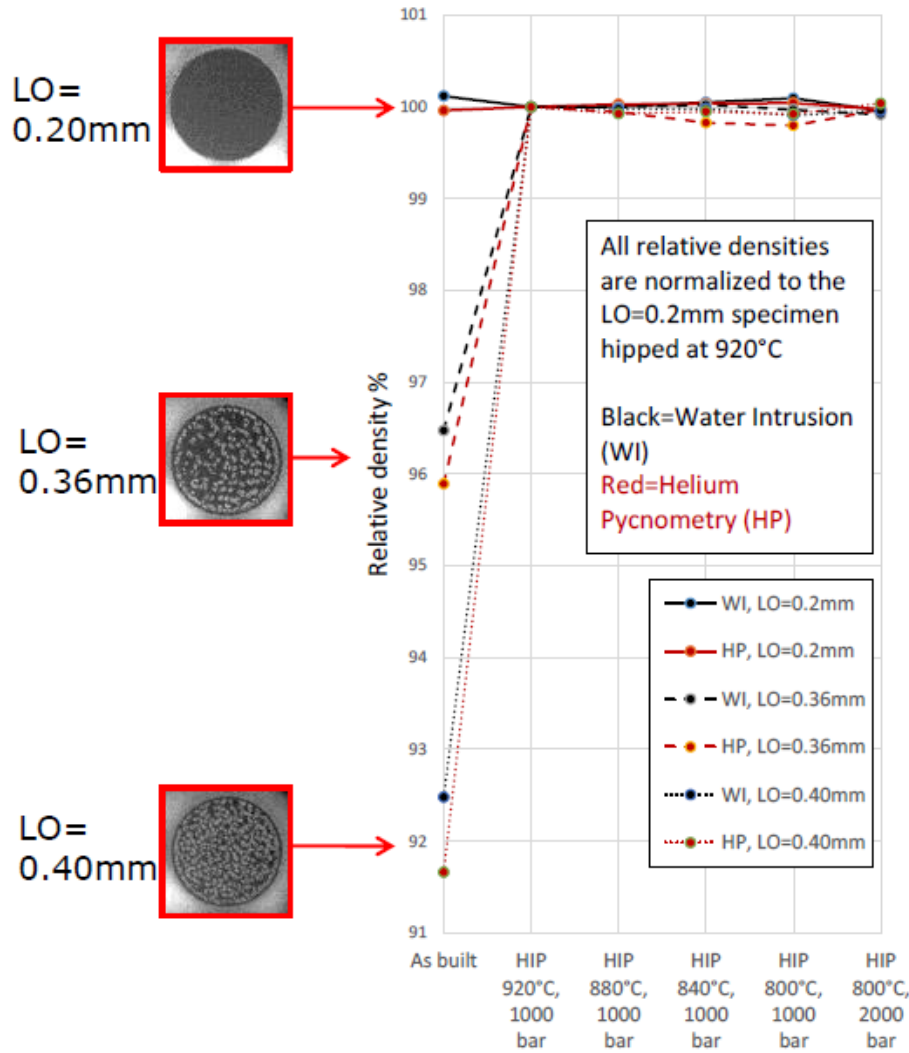 LO=
0.20mm
LO=
0.36mm
LO=
0.40mm
Relative density %
101
100
99
98
97
96
95
94
93
92
91
All relative densities
are normalized to the
LO=0.2mm specimen
hipped at 920°C
Black=Water Intrusion
(WI)
Red=Helium
Pycnometry (HP)
WI, LO=0.2mm
HP, LO=0.2mm
WI, LO=0.36mm
HP, LO=0.36mm
WI, LO=0.40mm
HP, LO=0.40mm
As built
HIP
920°C,
1000
bar
HIP
880°C,
1000
bar
HIP
840°C,
1000
bar
HIP
800°C,
1000
bar
HIP
800°C,
2000
bar